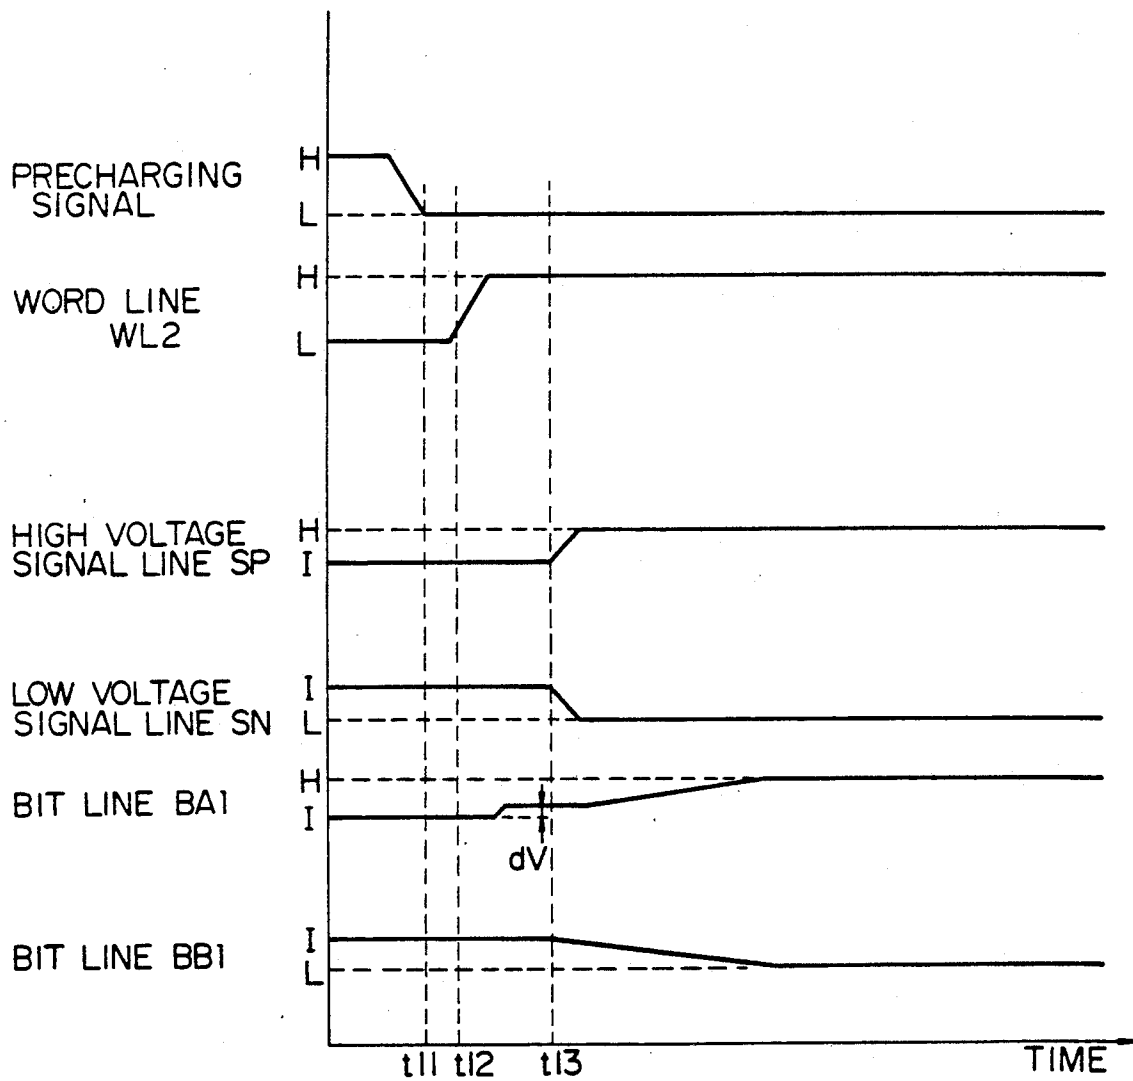 PRECHARGING
SIGNAL
H
L
WORD LINE
WL2
H
L
HIGH VOLTAGE
SIGNAL LINE SP
H
I
LOW VOLTAGE
SIGNAL LINE SN
I
L
BIT LINE BA1
H
I
dV
BIT LINE BB1
I
L
t11 t12 t13 TIME